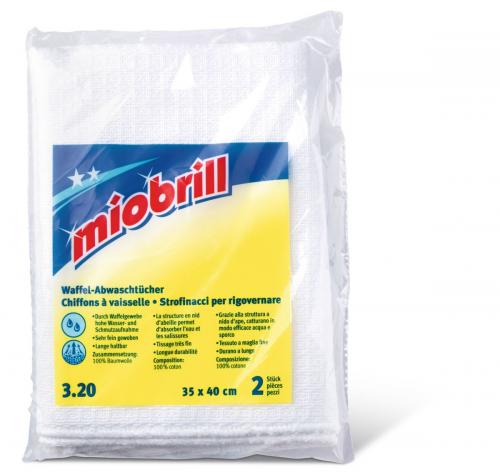 miobrill
Waffel-Abwaschtücher
Chiffons à vaisselle • Strofinacci per rigovernare
• Durch Waffelgewebe
hohe Wasser- und
Schmutzaufnahme
• Sehr fein gewoben
• Lange haltbar
Zusammensetzung:
100% Baumwolle
• La structure en nid
d'abeille permet
d'absorber l'eau et
les salissures
• Tissage très fin
• Longue durabilité
Composition:
100% coton
• Grazie alla struttura a
nido d'ape, catturano in
modo efficace acqua e
sporco
• Tessuto a maglia fine
• Durano a lungo
Composizione:
100% cotone
3.20
35 x 40 cm
2 Stück
pièces
pezzi